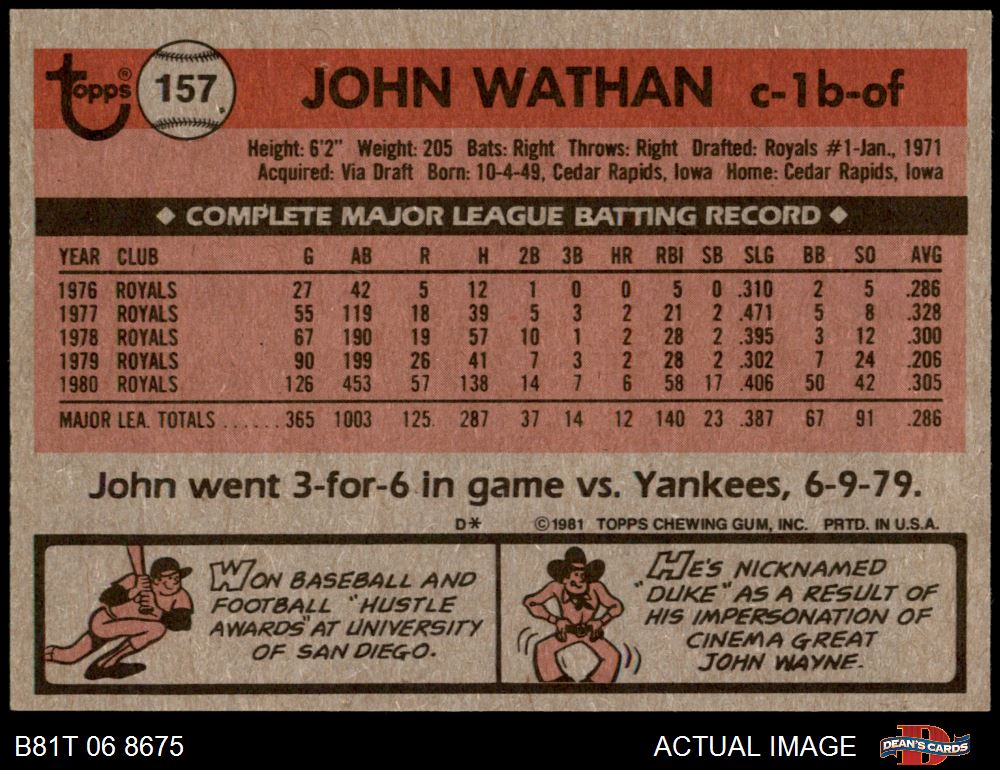 topps® 157 JOHN WATHAN c-1b-of
Height: 6'2" Weight: 205 Bats: Right Throws: Right Drafted: Royals #1-Jan., 1971
Acquired: Via Draft Born: 10-4-49, Cedar Rapids, Iowa Home: Cedar Rapids, Iowa
◆ COMPLETE MAJOR LEAGUE BATTING RECORD ◆
YEAR CLUB G AB R H 2B 3B HR RBI SB SLG BB SO AVG
1976 ROYALS 27 42 5 12 1 0 0 5 0 .310 2 5 .286
1977 ROYALS 55 119 18 39 5 3 2 21 2 .471 5 8 .328
1978 ROYALS 67 190 19 57 10 1 2 28 2 .395 3 12 .300
1979 ROYALS 90 199 26 41 7 3 2 28 2 .302 7 24 .206
1980 ROYALS 126 453 57 138 14 7 6 58 17 .406 50 42 .305
MAJOR LEA. TOTALS ......365 1003 125 287 37 14 12 140 23 .387 67 91 .286
John went 3-for-6 in game vs. Yankees, 6-9-79.
D* ©1981 TOPPS CHEWING GUM, INC. PRTD. IN U.S.A.
WON BASEBALL AND
FOOTBALL "HUSTLE
AWARDS" AT UNIVERSITY
OF SAN DIEGO.
HE'S NICKNAMED
"DUKE" AS A RESULT OF
HIS IMPERSONATION OF
CINEMA GREAT
JOHN WAYNE.
B81T 06 8675 ACTUAL IMAGE DEAN'S CARDS